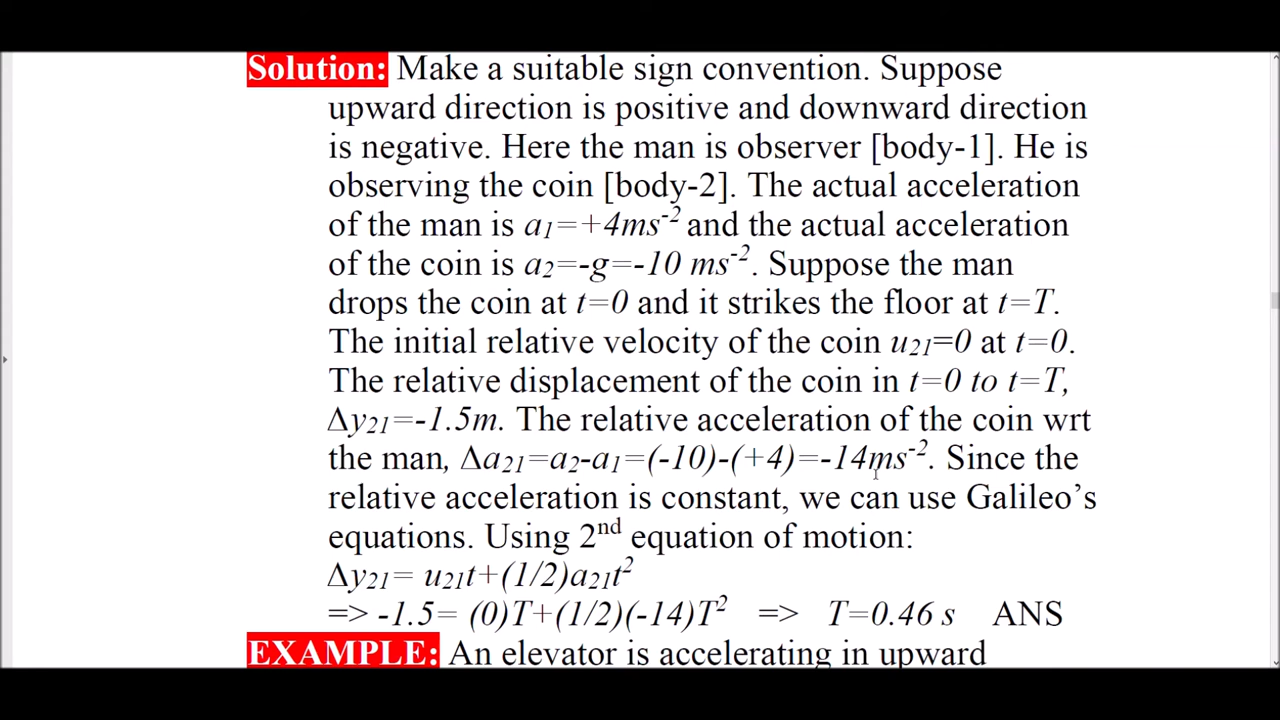 Solution: Make a suitable sign convention. Suppose
upward direction is positive and downward direction
is negative. Here the man is observer [body-1]. He is
observing the coin [body-2]. The actual acceleration
of the man is a₁=+4ms⁻² and the actual acceleration
of the coin is a₂=-g=-10 ms⁻². Suppose the man
drops the coin at t=0 and it strikes the floor at t=T.
The initial relative velocity of the coin u₂₁=0 at t=0.
The relative displacement of the coin in t=0 to t=T,
Δy₂₁=-1.5m. The relative acceleration of the coin wrt
the man, Δa₂₁=a₂-a₁=(-10)-(+4)=-14ms⁻². Since the
relative acceleration is constant, we can use Galileo’s
equations. Using 2ⁿᵈ equation of motion:
Δy₂₁= u₂₁t+(1/2)a₂₁t²
=> -1.5= (0)T+(1/2)(-14)T² => T=0.46 s ANS
EXAMPLE: An elevator is accelerating in upward